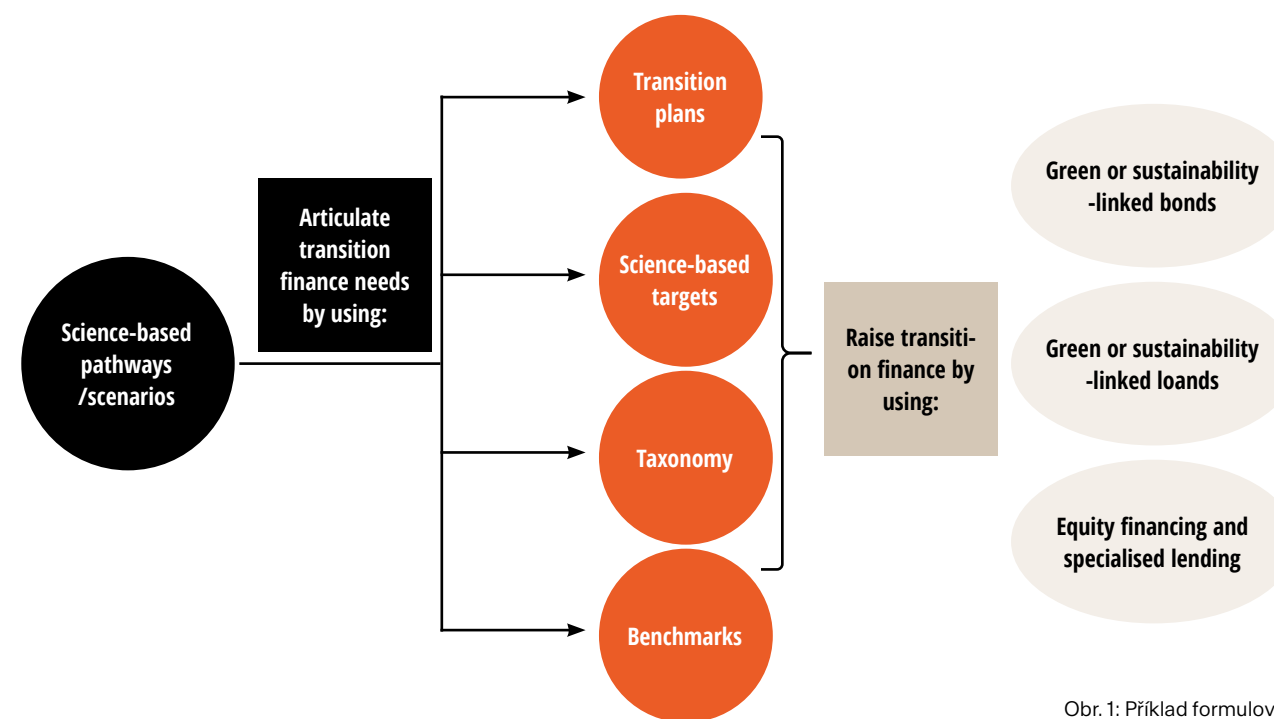 Science-based
pathways
/scenarios
Articulate
transition
finance needs
by using:
Transition
plans
Science-based
targets
Taxonomy
Benchmarks
Raise transiti-
on finance by
using:
Green or sustainability
-linked bonds
Green or sustainability
-linked loands
Equity financing and
specialised lending
Obr. 1: Příklad formulov